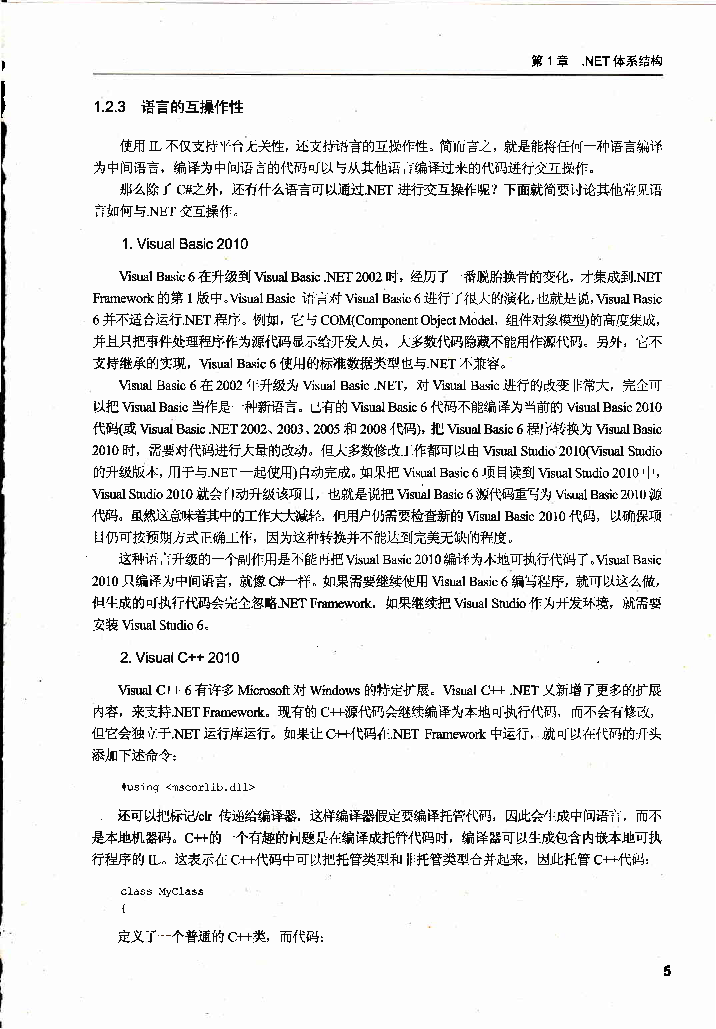 第 1 章 .NET 体系结构
1.2.3 语言的互操作性
使用 IL 不仅支持平台无关性，还支持语言的互操作性。简而言之，就是能将任何一种语言编译
为中间语言，编译为中间语言的代码可以与从其他语言编译过来的代码进行交互操作。
那么除了 C#之外，还有什么语言可以通过.NET 进行交互操作呢？下面就简要讨论其他常见语
言如何与.NET 交互操作。
1. Visual Basic 2010
Visual Basic 6 在升级到 Visual Basic .NET 2002 时，经历了一番脱胎换骨的变化，才集成到.NET
Framework 的第 1 版中。Visual Basic 语言对 Visual Basic 6 进行了很大的演化，也就是说，Visual Basic
6 并不适合运行.NET 程序。例如，它与 COM(Component Object Model，组件对象模型)的高度集成，
并且只把事件处理程序作为源代码显示给开发人员，大多数代码隐藏不能用作源代码。另外，它不
支持继承的实现，Visual Basic 6 使用的标准数据类型也与.NET 不兼容。
Visual Basic 6 在 2002 年升级为 Visual Basic .NET，对 Visual Basic 进行的改变非常大，完全可
以把 Visual Basic 当作是一种新语言。已有的 Visual Basic 6 代码不能编译为当前的 Visual Basic 2010
代码(或 Visual Basic .NET 2002、2003、2005 和 2008 代码)，把 Visual Basic 6 程序转换为 Visual Basic
2010 时，需要对代码进行大量的改动。但大多数修改工作都可以由 Visual Studio 2010(Visual Studio
的升级版本，用于与.NET 一起使用)自动完成。如果把 Visual Basic 6 项目读到 Visual Studio 2010 中，
Visual Studio 2010 就会自动升级该项目，也就是说把 Visual Basic 6 源代码重写为 Visual Basic 2010 源
代码。虽然这意味着其中的工作大大减轻，但用户仍需要检查新的 Visual Basic 2010 代码，以确保项
目仍可按预期方式正确工作，因为这种转换并不能达到完美无缺的程度。
这种语言升级的一个副作用是不能再把 Visual Basic 2010 编译为本地可执行代码了。Visual Basic
2010 只编译为中间语言，就像 C#一样。如果需要继续使用 Visual Basic 6 编写程序，就可以这么做，
但生成的可执行代码会完全忽略.NET Framework，如果继续把 Visual Studio 作为开发环境，就需要
安装 Visual Studio 6。
2. Visual C++ 2010
Visual C++ 6 有许多 Microsoft 对 Windows 的特定扩展。Visual C++ .NET 又新增了更多的扩展
内容，来支持.NET Framework。现有的 C++源代码会继续编译为本地可执行代码，而不会有修改，
但它会独立于.NET 运行库运行。如果让 C++代码在.NET Framework 中运行，就可以在代码的开头
添加下述命令：
#using <mscorlib.dll>
还可以把标记/clr 传递给编译器，这样编译器假定要编译托管代码，因此会生成中间语言，而不
是本地机器码。C++的一个有趣的问题是在编译成托管代码时，编译器可以生成包含内嵌本地可执
行程序的 IL。这表示在 C++代码中可以把托管类型和非托管类型合并起来，因此托管 C++代码：
class MyClass
{
定义了一个普通的 C++类，而代码：
5